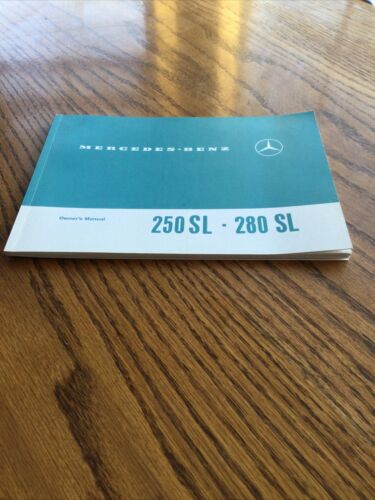 MERCEDES-BENZ
Owner's Manual
250 SL · 280 SL